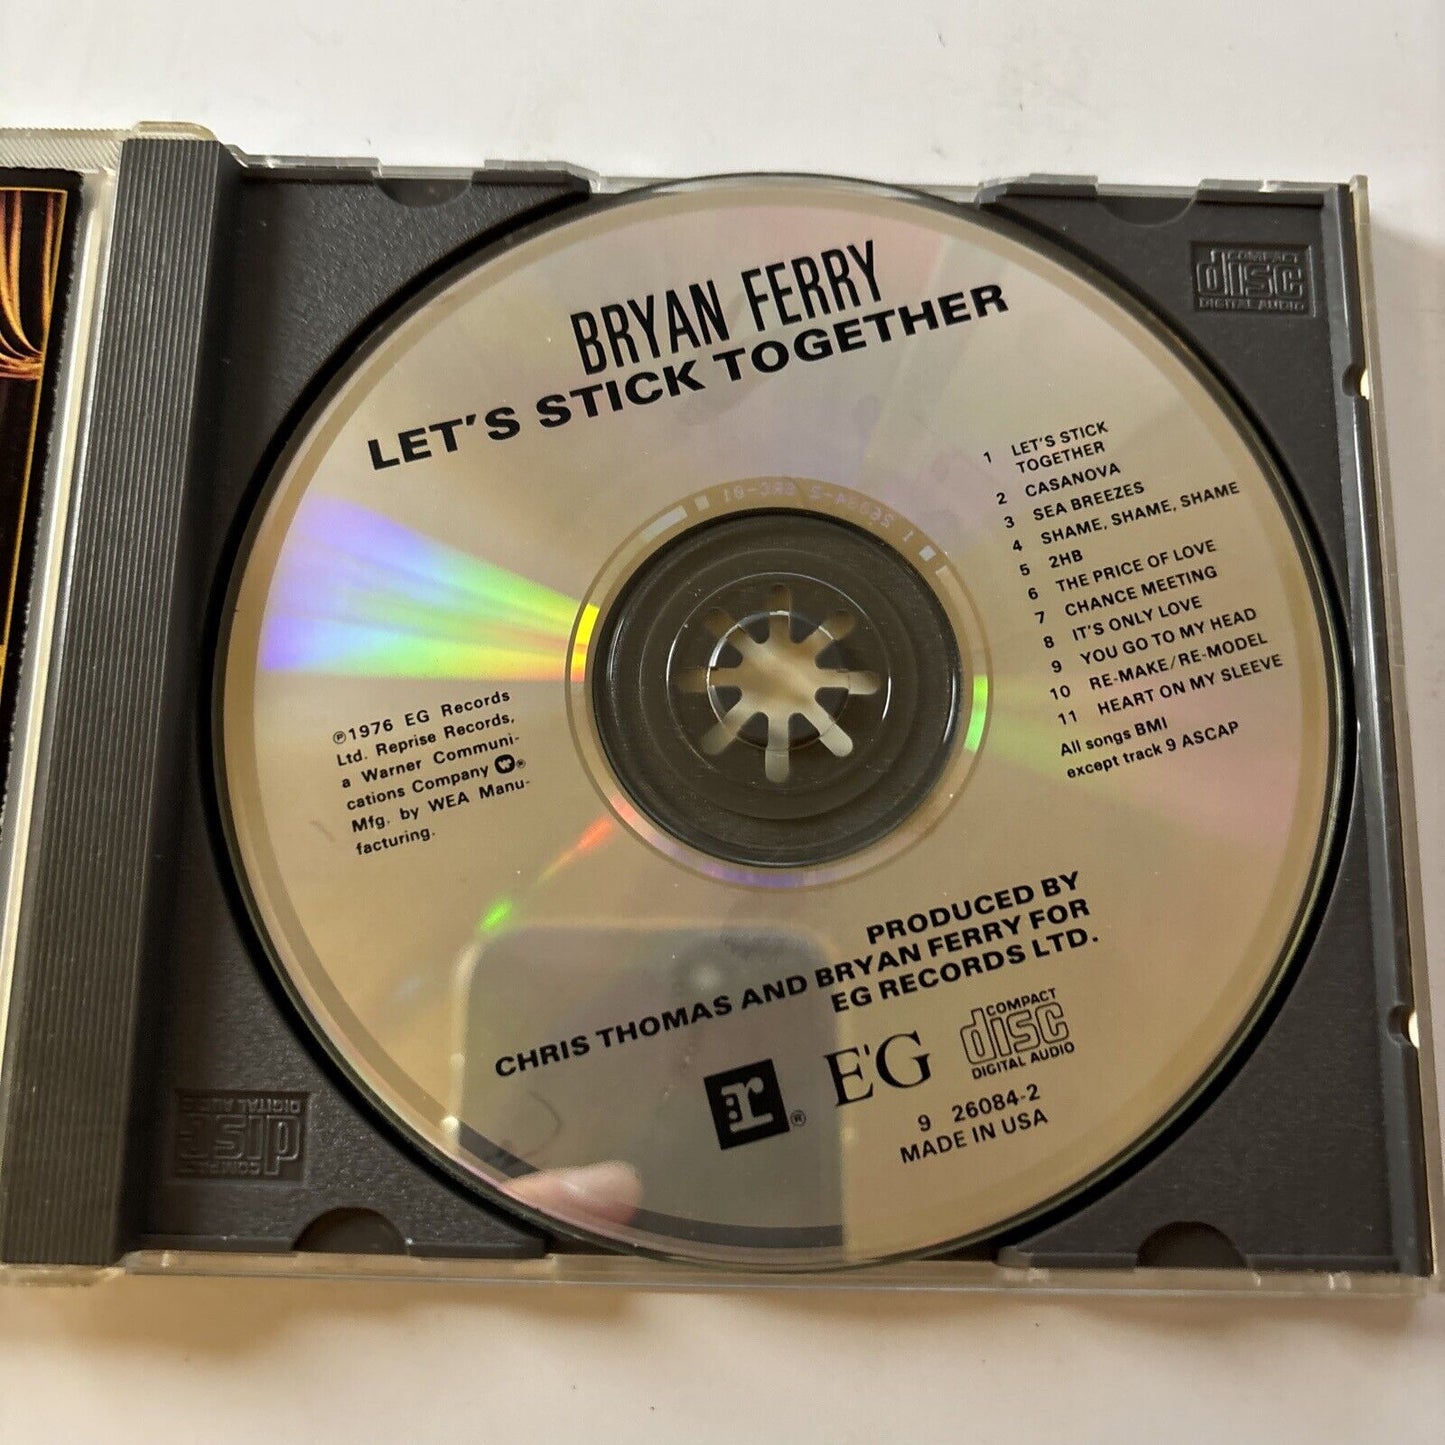 BRYAN FERRY
LET'S STICK TOGETHER
1 LET'S STICK
TOGETHER
2 CASANOVA
3 SEA BREEZES
4 SHAME, SHAME, SHAME
5 2HB
6 THE PRICE OF LOVE
7 CHANCE MEETING
8 IT'S ONLY LOVE
9 YOU GO TO MY HEAD
10 RE-MAKE/RE-MODEL
11 HEART ON MY SLEEVE
All songs BMI
except track 9 ASCAP
℗1976 EG Records
Ltd. Reprise Records,
a Warner Communi-
cations Company ®
Mfg. by WEA Manu-
facturing.
PRODUCED BY
CHRIS THOMAS AND BRYAN FERRY FOR
EG RECORDS LTD.
r ®
E'G
COMPACT
disc
DIGITAL AUDIO
9 26084-2
MADE IN USA
COMPACT
disc
DIGITAL AUDIO
COMPACT
disc
DIGITAL AUDIO